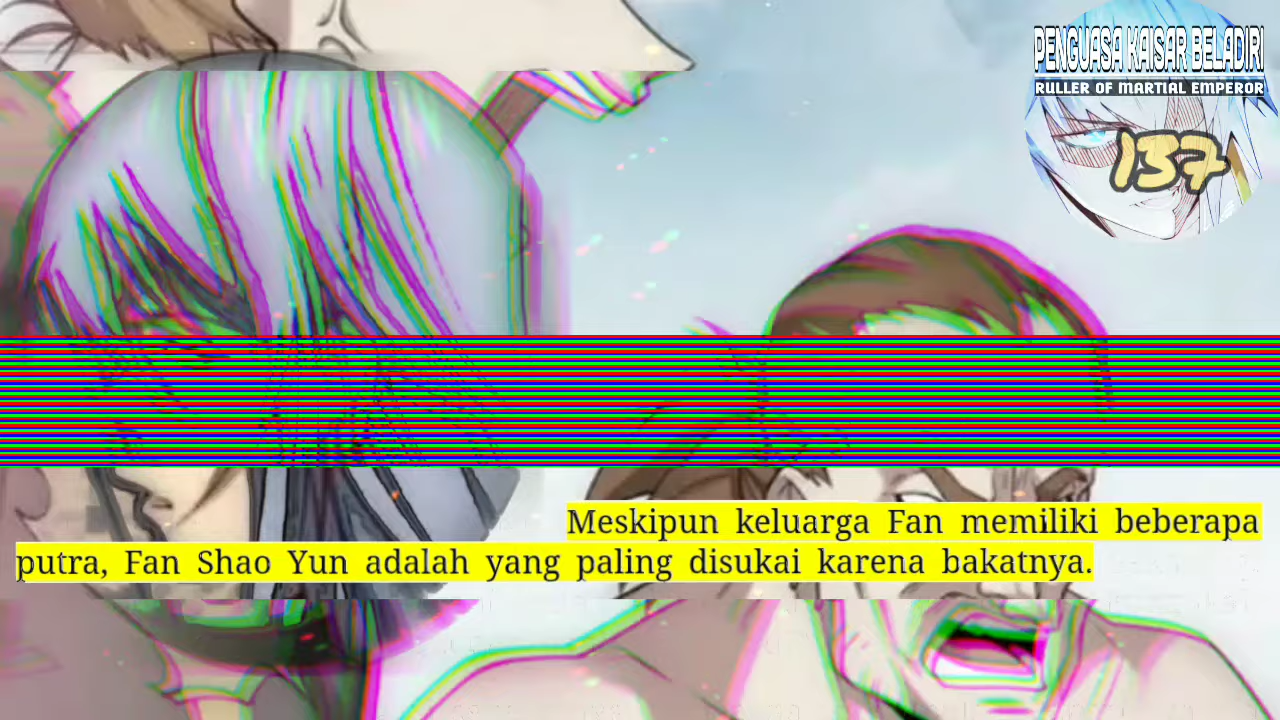 PENGUASA KAISAR BELADIRI
RULLER OF MARTIAL EMPEROR
137
Meskipun keluarga Fan memiliki beberapa
putra, Fan Shao Yun adalah yang paling disukai karena bakatnya.